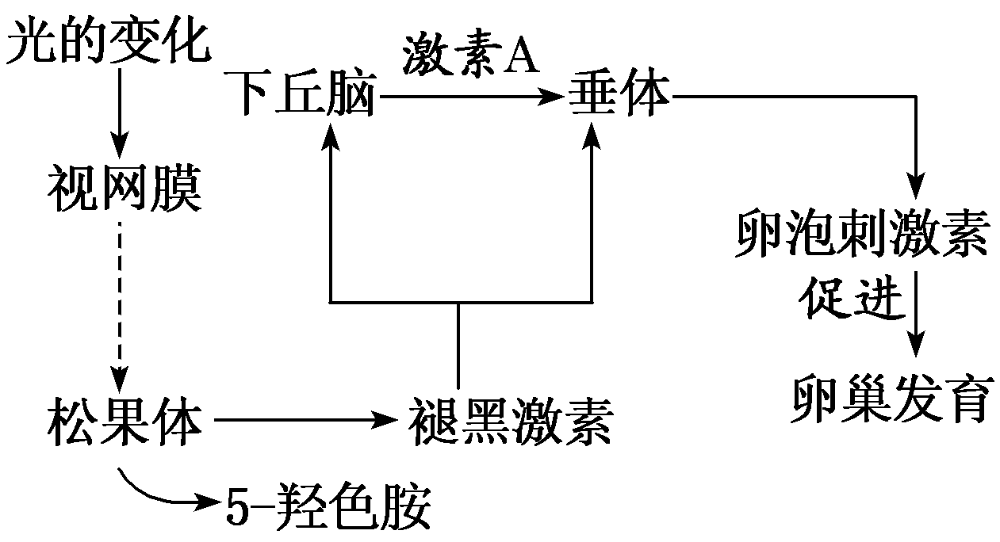 光的变化
下丘脑
激素A
垂体
视网膜
卵泡刺激素
促进
卵巢发育
松果体
褪黑激素
5-羟色胺